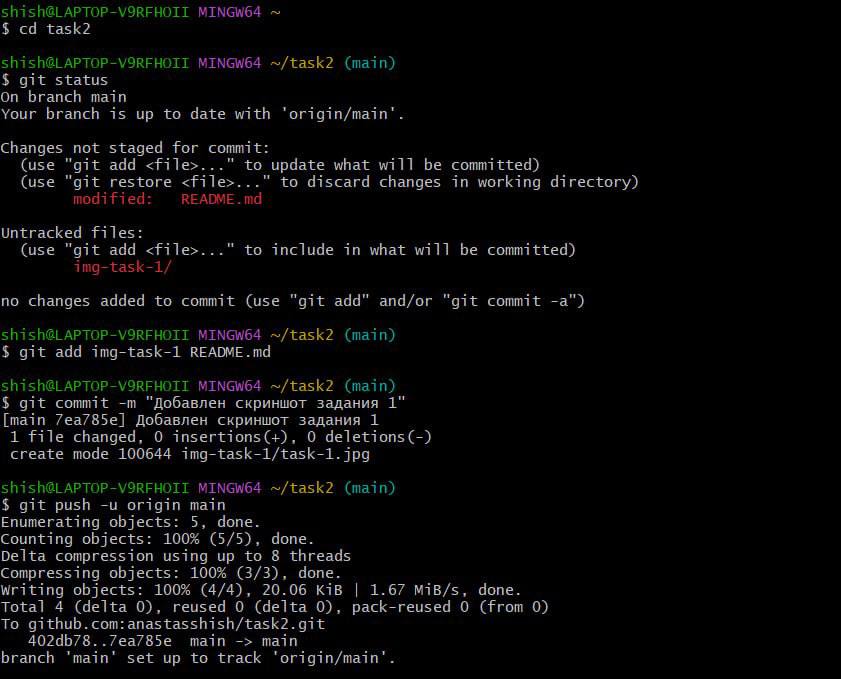 shish@LAPTOP-V9RFHOII MINGW64 ~
$ cd task2

shish@LAPTOP-V9RFHOII MINGW64 ~/task2 (main)
$ git status
On branch main
Your branch is up to date with 'origin/main'.

Changes not staged for commit:
  (use "git add <file>..." to update what will be committed)
  (use "git restore <file>..." to discard changes in working directory)
        modified:   README.md

Untracked files:
  (use "git add <file>..." to include in what will be committed)
        img-task-1/

no changes added to commit (use "git add" and/or "git commit -a")

shish@LAPTOP-V9RFHOII MINGW64 ~/task2 (main)
$ git add img-task-1 README.md

shish@LAPTOP-V9RFHOII MINGW64 ~/task2 (main)
$ git commit -m "Добавлен скриншот задания 1"
[main 7ea785e] Добавлен скриншот задания 1
 1 file changed, 0 insertions(+), 0 deletions(-)
 create mode 100644 img-task-1/task-1.jpg

shish@LAPTOP-V9RFHOII MINGW64 ~/task2 (main)
$ git push -u origin main
Enumerating objects: 5, done.
Counting objects: 100% (5/5), done.
Delta compression using up to 8 threads
Compressing objects: 100% (3/3), done.
Writing objects: 100% (4/4), 20.06 KiB | 1.67 MiB/s, done.
Total 4 (delta 0), reused 0 (delta 0), pack-reused 0 (from 0)
To github.com:anastasshish/task2.git
   402db78..7ea785e  main -> main
branch 'main' set up to track 'origin/main'.